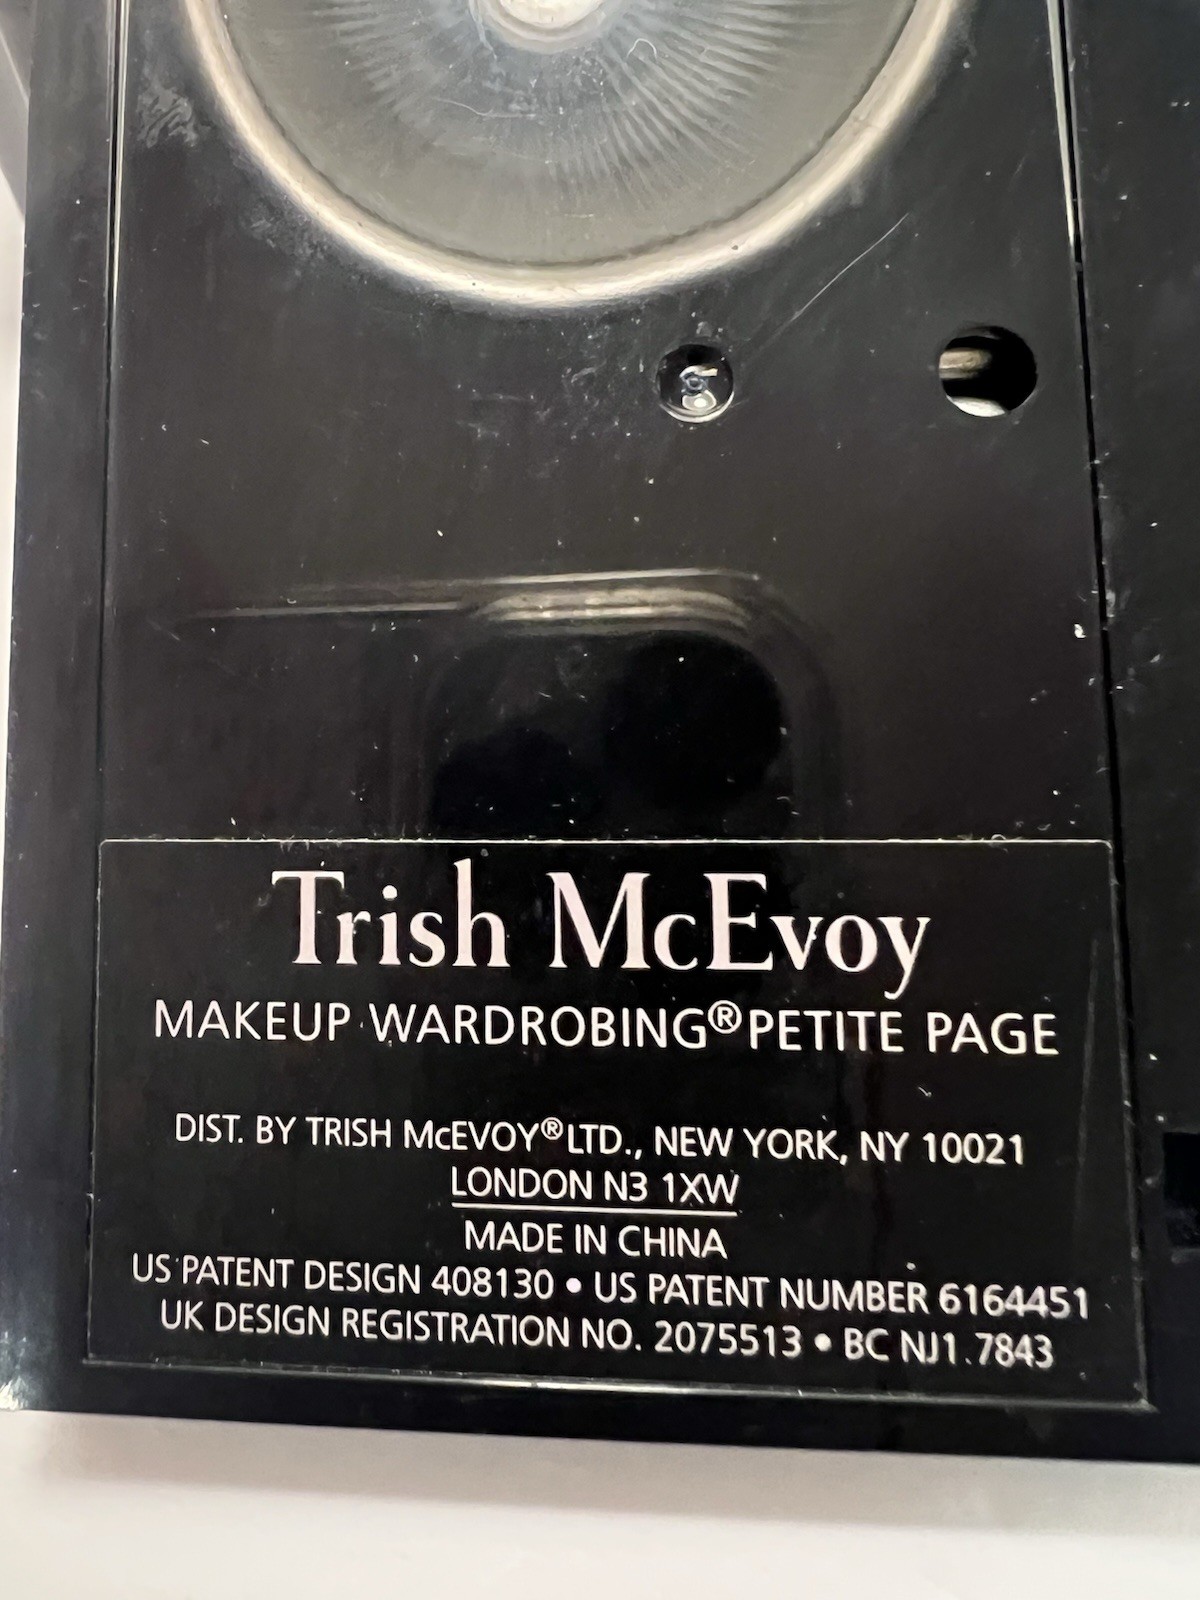 Trish McEvoy
MAKEUP WARDROBING® PETITE PAGE
DIST. BY TRISH McEVOY® LTD., NEW YORK, NY 10021
LONDON N3 1XW
MADE IN CHINA
US PATENT DESIGN 408130 • US PATENT NUMBER 6164451
UK DESIGN REGISTRATION NO. 2075513 • BC NJ1.7843